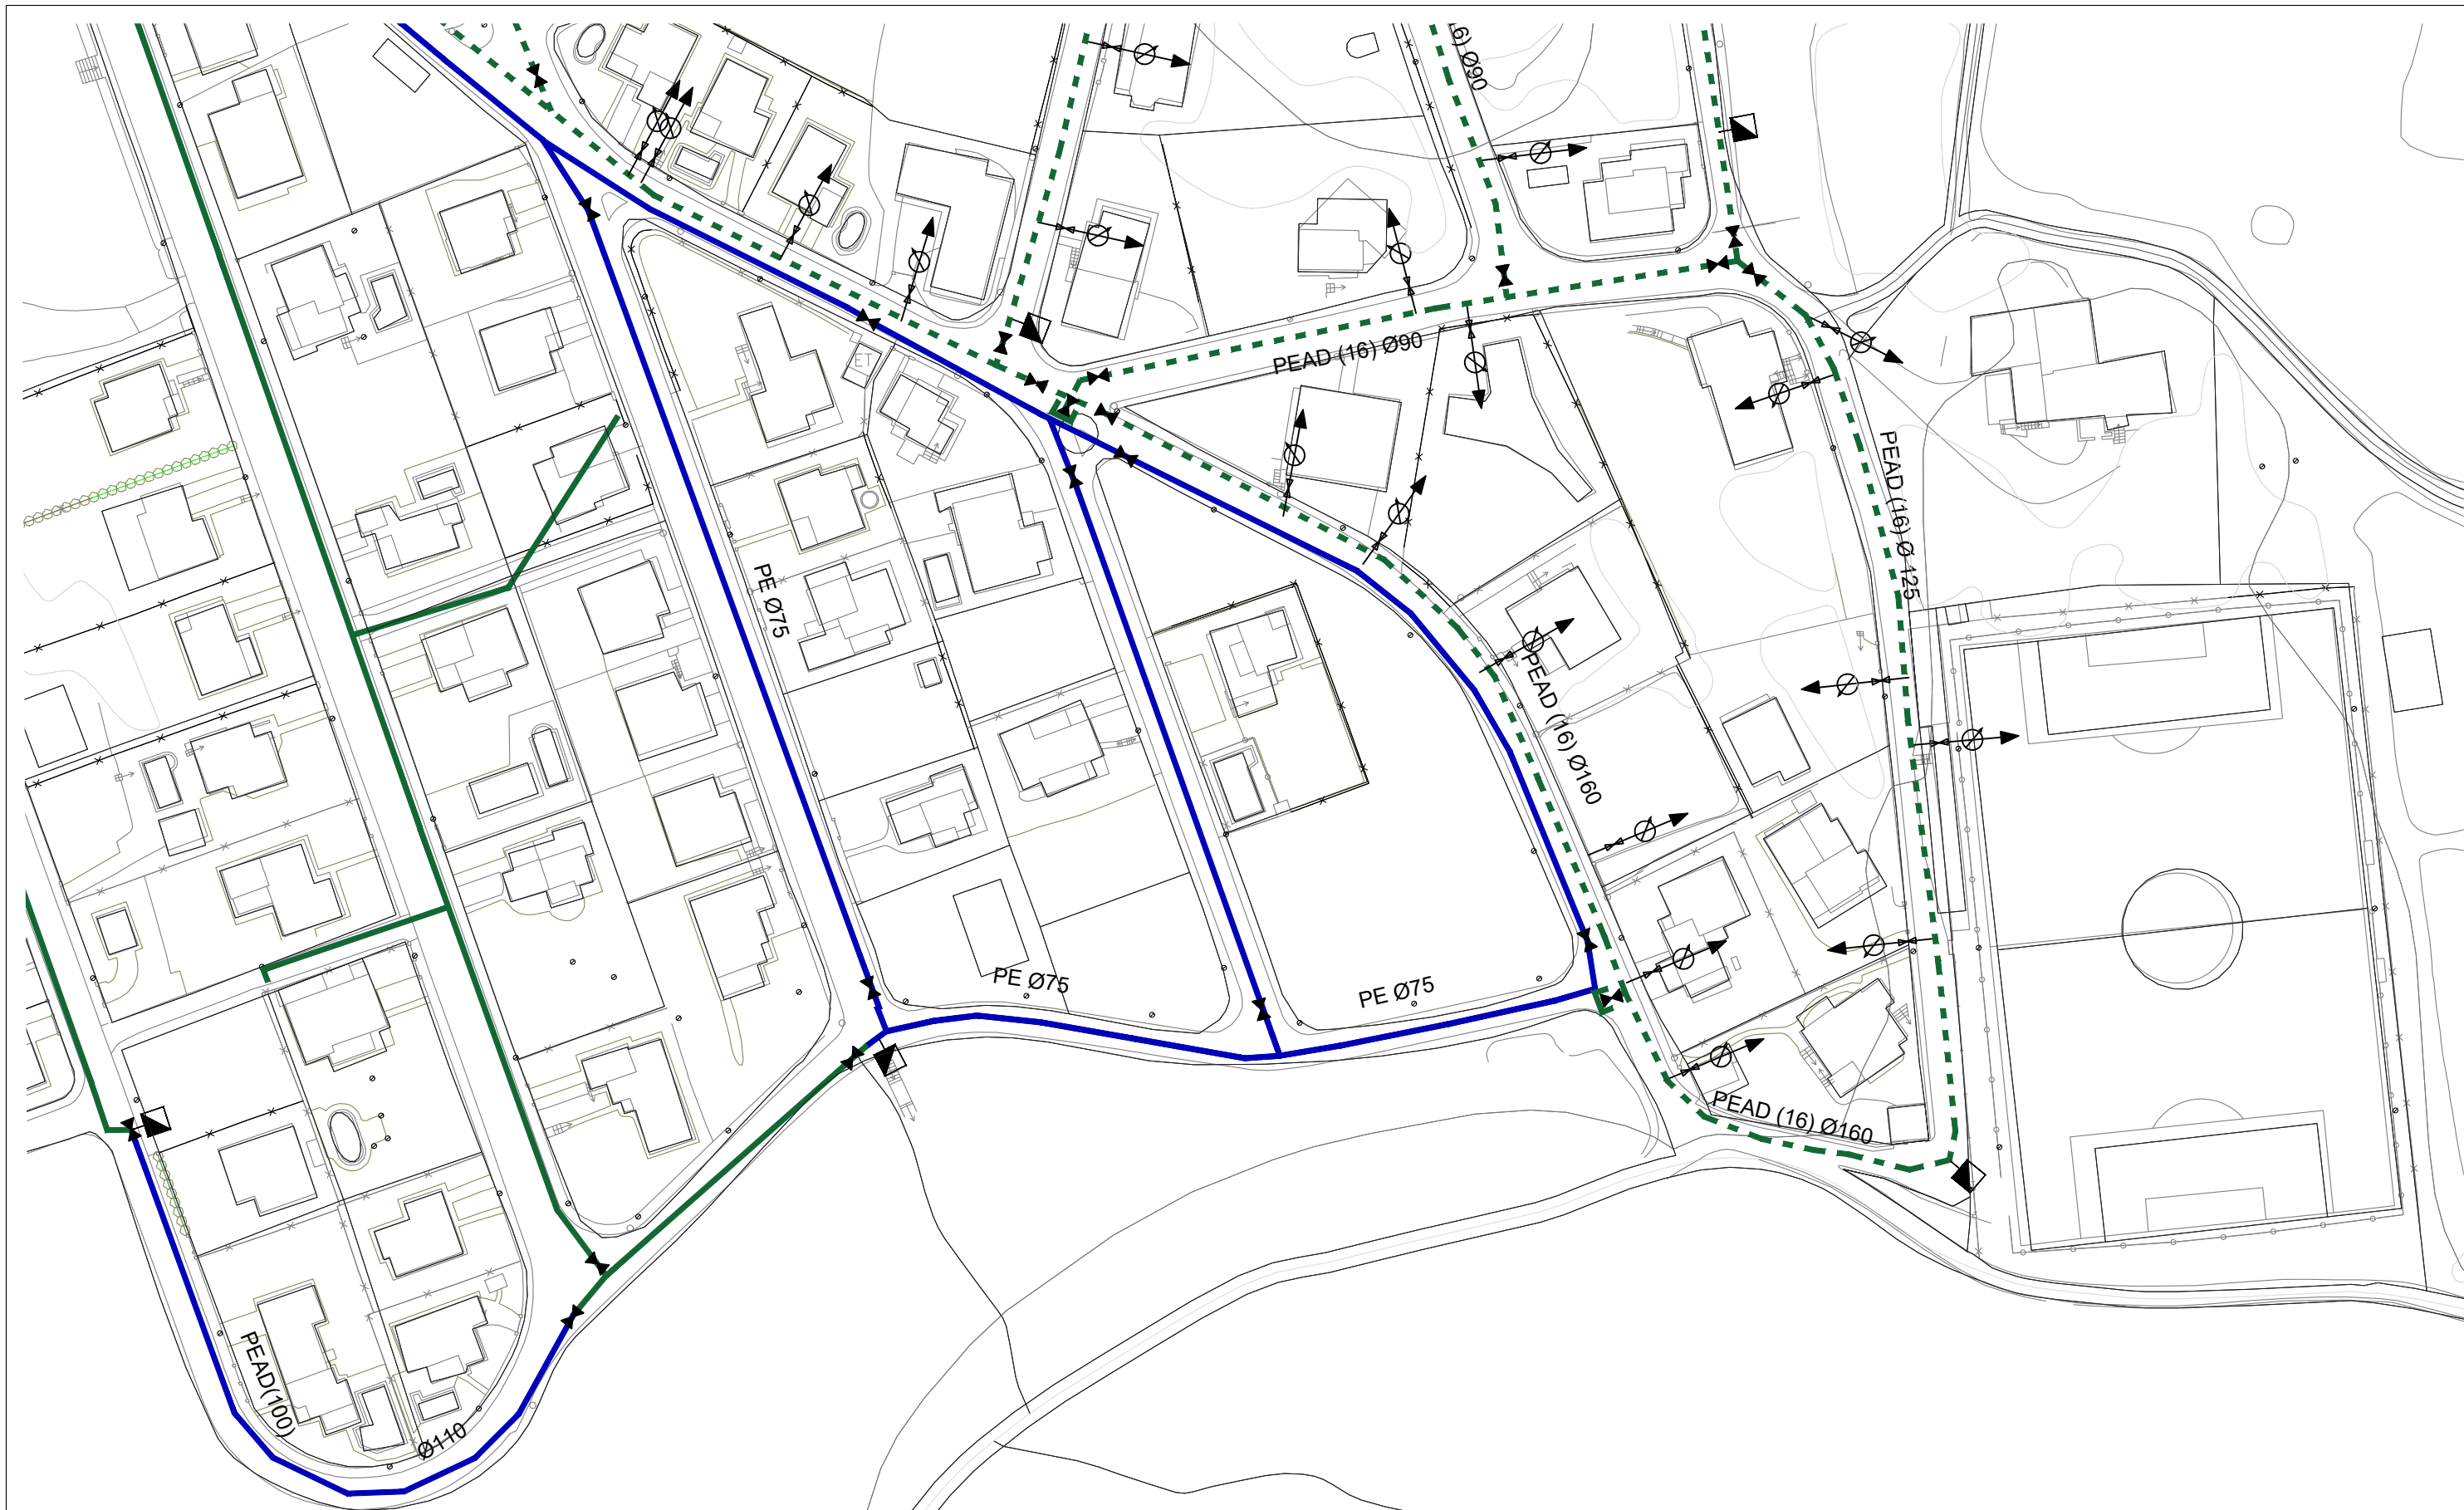 6) Ø90
PEAD (16) Ø90
ET
PEAD (16) Ø 125
PE Ø75
PEAD (16) Ø160
PE Ø75
PE Ø75
PEAD (16) Ø160
PEAD(100)
Ø110